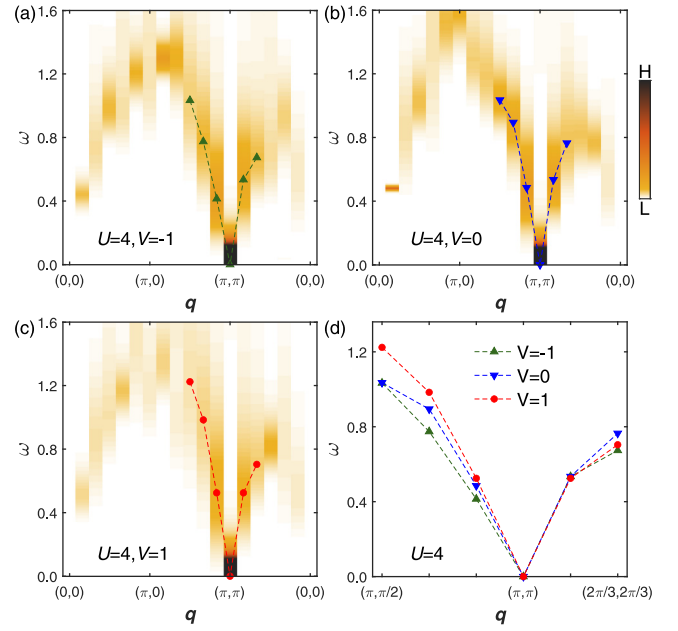 (a)
1.6
1.2
0.8
0.4
0.0
ω
U=4,V=-1
(0,0)
(π,0)
(π,π)
(0,0)
q
(b)
1.6
1.2
0.8
0.4
0.0
ω
U=4,V=0
(0,0)
(π,0)
(π,π)
(0,0)
q
H
L
(c)
1.6
1.2
0.8
0.4
0.0
ω
U=4,V=1
(0,0)
(π,0)
(π,π)
(0,0)
q
(d)
1.2
0.8
0.4
0.0
ω
V=-1
V=0
V=1
U=4
(π,π/2)
(π,π)
(2π/3,2π/3)
q